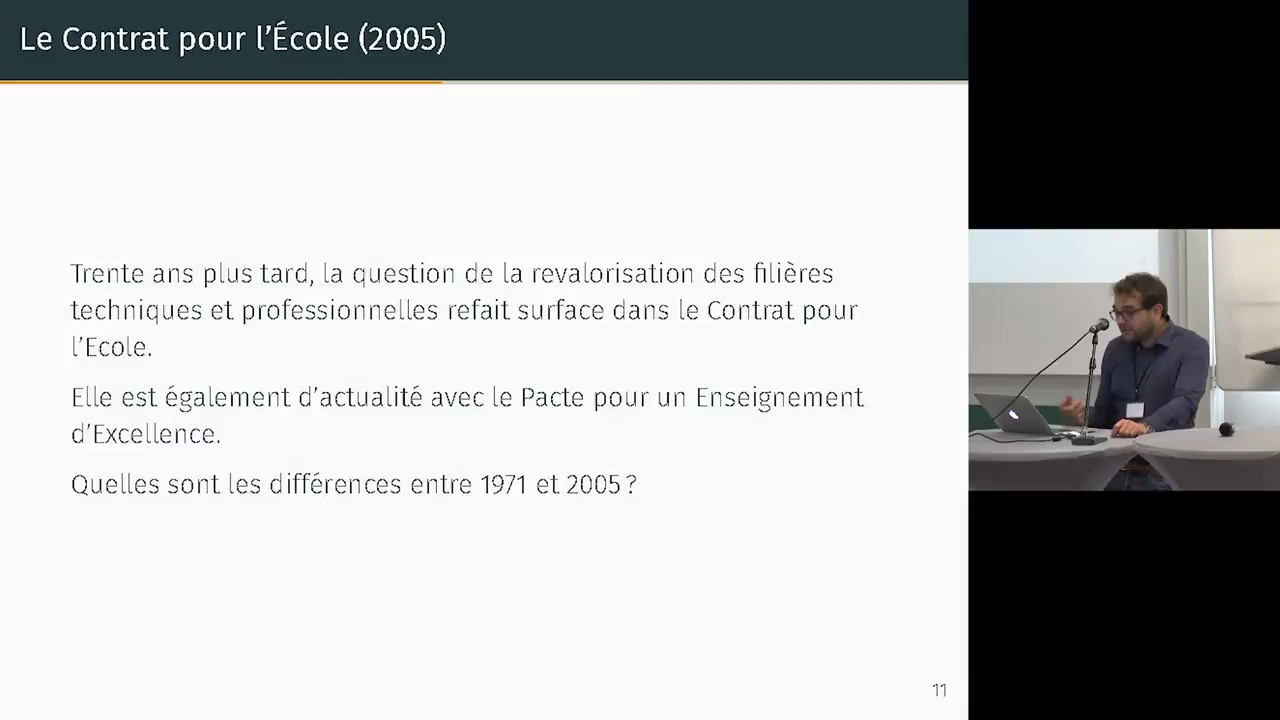 Le Contrat pour l’École (2005)
Trente ans plus tard, la question de la revalorisation des filières
techniques et professionnelles refait surface dans le Contrat pour
l’Ecole.
Elle est également d’actualité avec le Pacte pour un Enseignement
d’Excellence.
Quelles sont les différences entre 1971 et 2005 ?
11